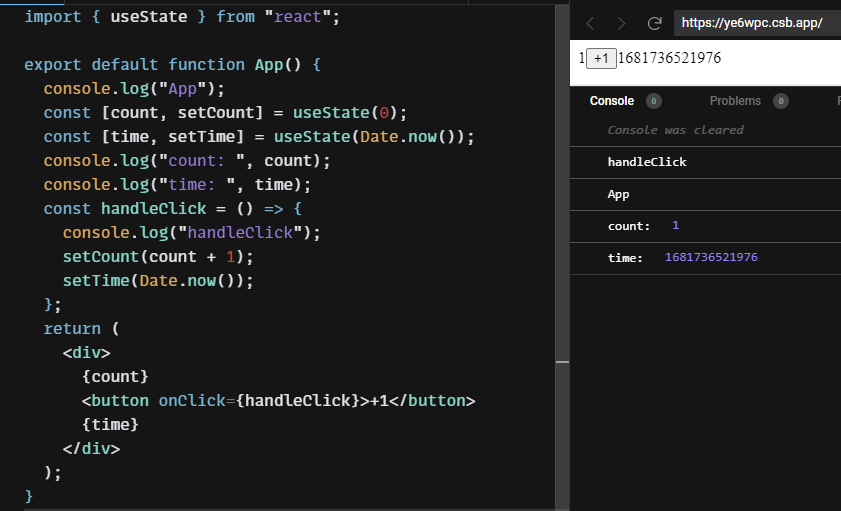 import { useState } from "react";
export default function App() {
console.log("App");
const [count, setCount] = useState(0);
const [time, setTime] = useState(Date.now());
console.log("count: ", count);
console.log("time: ", time);
const handleClick = () => {
console.log("handleClick");
setCount(count + 1);
setTime(Date.now());
};
return (
<div>
{count}
<button onClick={handleClick}>+1</button>
{time}
</div>
);
}
https://ye6wpc.csb.app/
1 +1 1681736521976
Console 0 Problems 0
Console was cleared
handleClick
App
count: 1
time: 1681736521976